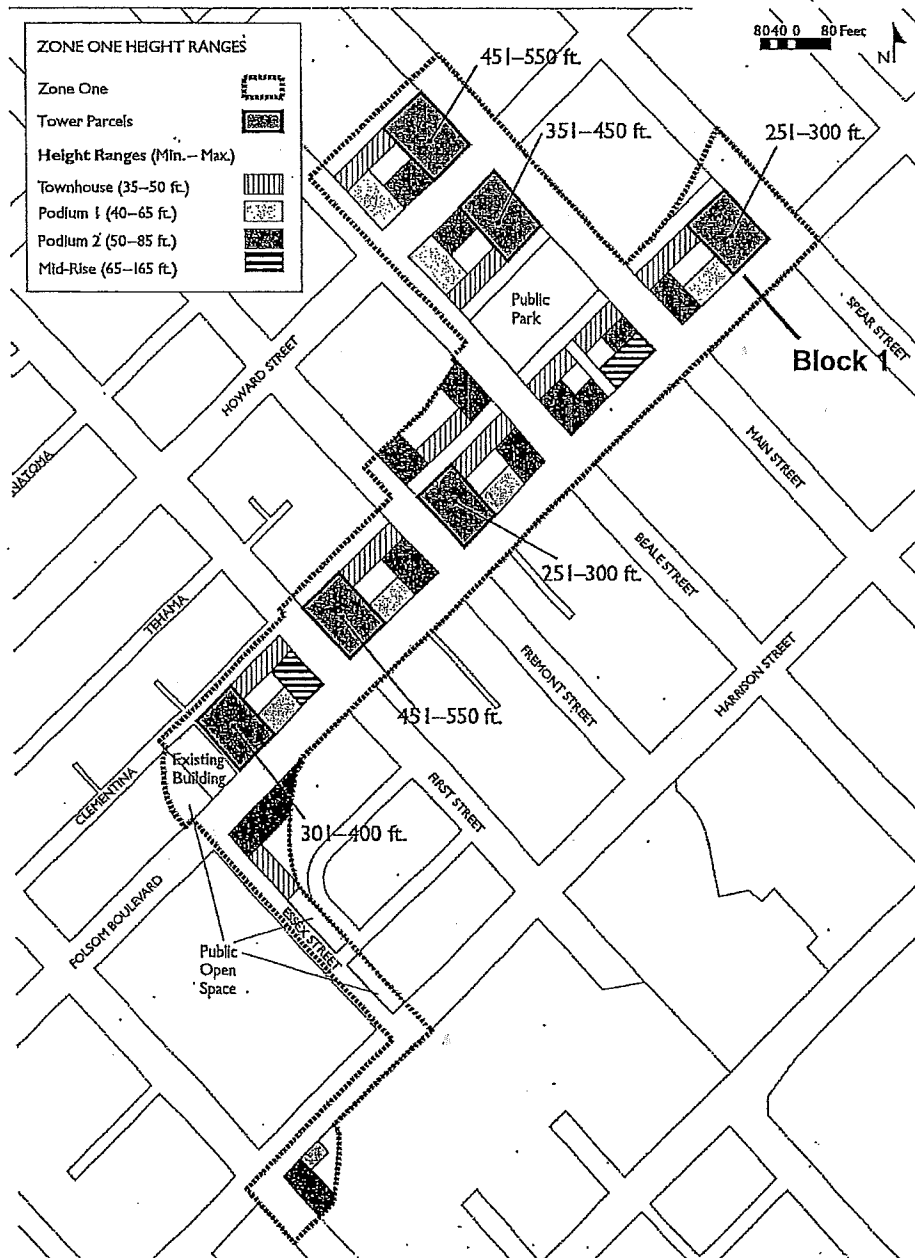 ZONE ONE HEIGHT RANGES
Zone One
Tower Parcels
Height Ranges (Min. – Max.)
Townhouse (35–50 ft.)
Podium 1 (40–65 ft.)
Podium 2 (50–85 ft.)
Mid-Rise (65–165 ft.)
8040 0 80 Feet
N
451–550 ft.
351–450 ft.
251–300 ft.
Public
Park
Block 1
SPEAR STREET
HOWARD STREET
MAIN STREET
NATOMA
BEALE STREET
251–300 ft.
TEHAMA
FREMONT STREET
HARRISON STREET
451–550 ft.
Existing
Building
CLEMENTINA
FIRST STREET
301–400 ft.
FOLSOM BOULEVARD
ESSEX STREET
Public
Open
Space